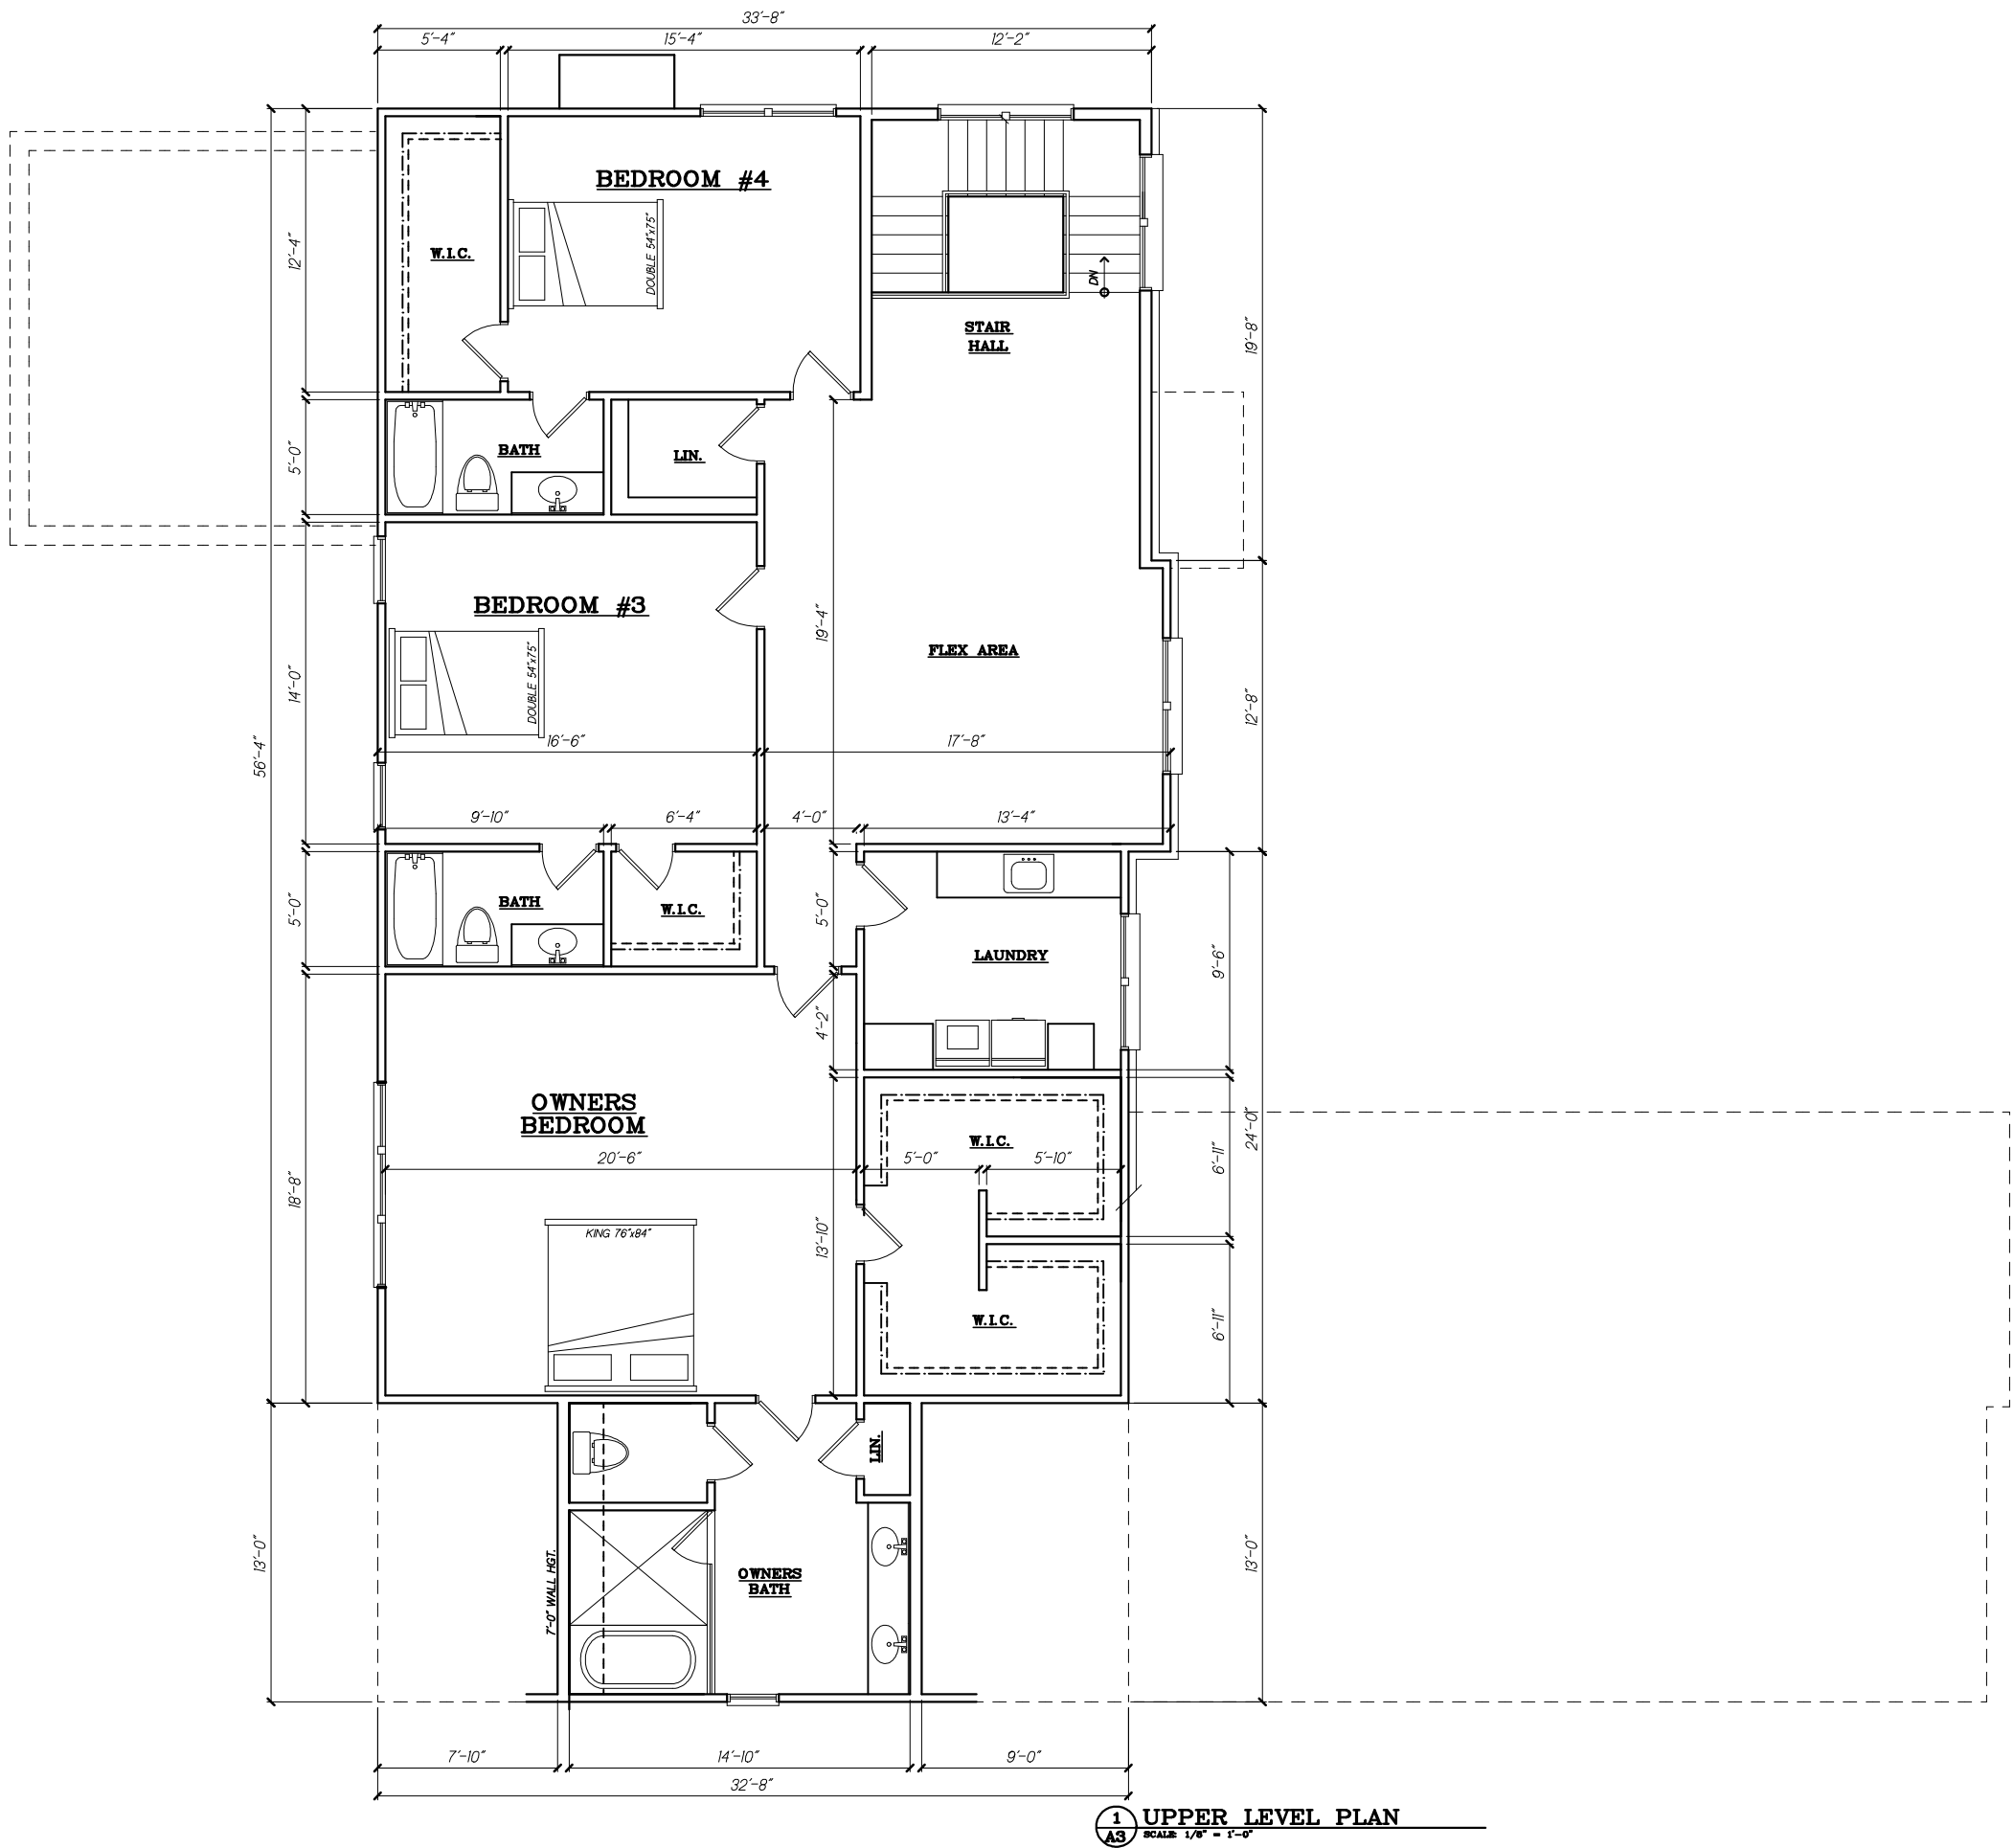 33'-8"
5'-4"
15'-4"
12'-2"
BEDROOM #4
DOUBLE 54"x75"
W.I.C.
12'-4"
DN
STAIR
HALL
19'-8"
BATH
LIN.
5'-0"
BEDROOM #3
DOUBLE 54"x75"
19'-4"
FLEX AREA
14'-0"
12'-8"
56'-4"
16'-6"
17'-8"
9'-10"
6'-4"
4'-0"
13'-4"
5'-0"
BATH
W.I.C.
5'-0"
LAUNDRY
9'-6"
4'-2"
OWNERS
BEDROOM
W.I.C.
24'-0"
20'-6"
5'-0"
5'-10"
6'-11"
18'-8"
KING 76"x84"
13'-10"
W.I.C.
6'-11"
LIN.
13'-0"
7'-0" WALL HGT.
OWNERS
BATH
13'-0"
7'-10"
14'-10"
9'-0"
32'-8"
1
A3
UPPER LEVEL PLAN
SCALE: 1/8" = 1'-0"